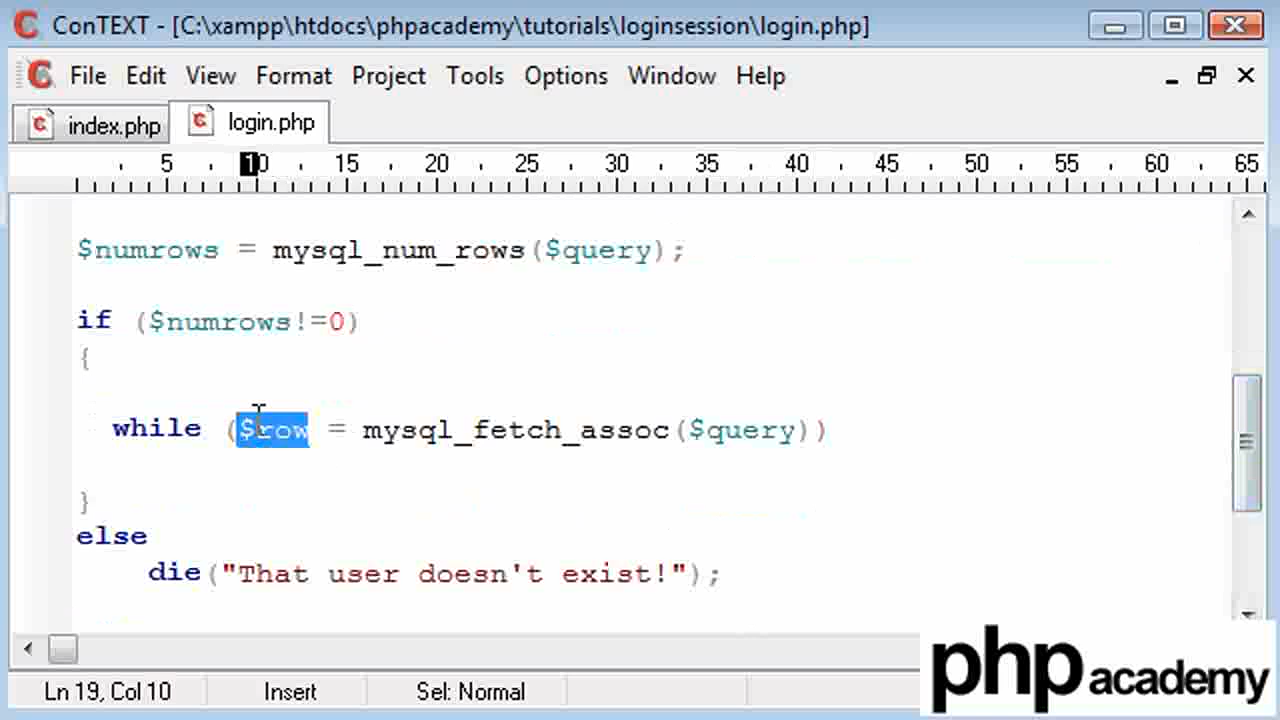 ConTEXT - [C:\xampp\htdocs\phpacademy\tutorials\loginsession\login.php]
File Edit View Format Project Tools Options Window Help
index.php login.php
5 10 15 20 25 30 35 40 45 50 55 60 65
$numrows = mysql_num_rows($query);
if ($numrows!=0)
{
while ($row = mysql_fetch_assoc($query))
}
else
die("That user doesn't exist!");
Ln 19, Col 10 Insert Sel: Normal
php academy